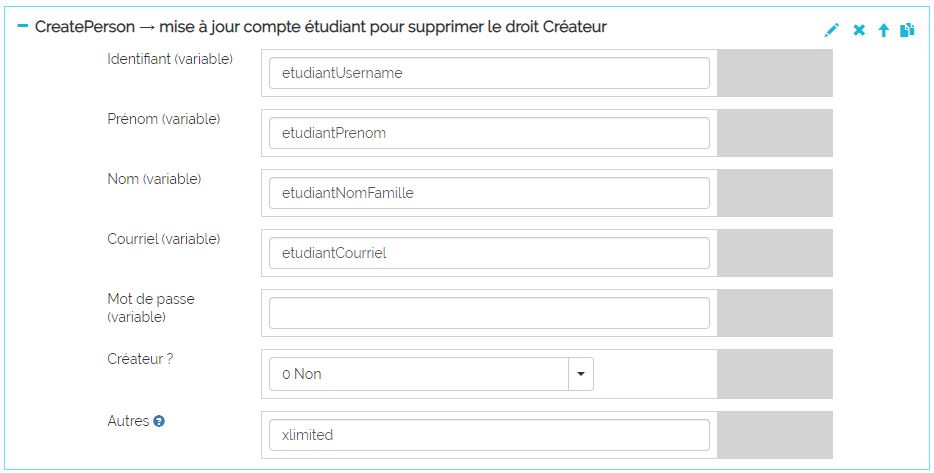 CreatePerson → mise à jour compte étudiant pour supprimer le droit Créateur
Identifiant (variable)
etudiantUsername
Prénom (variable)
etudiantPrenom
Nom (variable)
etudiantNomFamille
Courriel (variable)
etudiantCourriel
Mot de passe
(variable)
Créateur ?
0 Non
Autres ?
xlimited